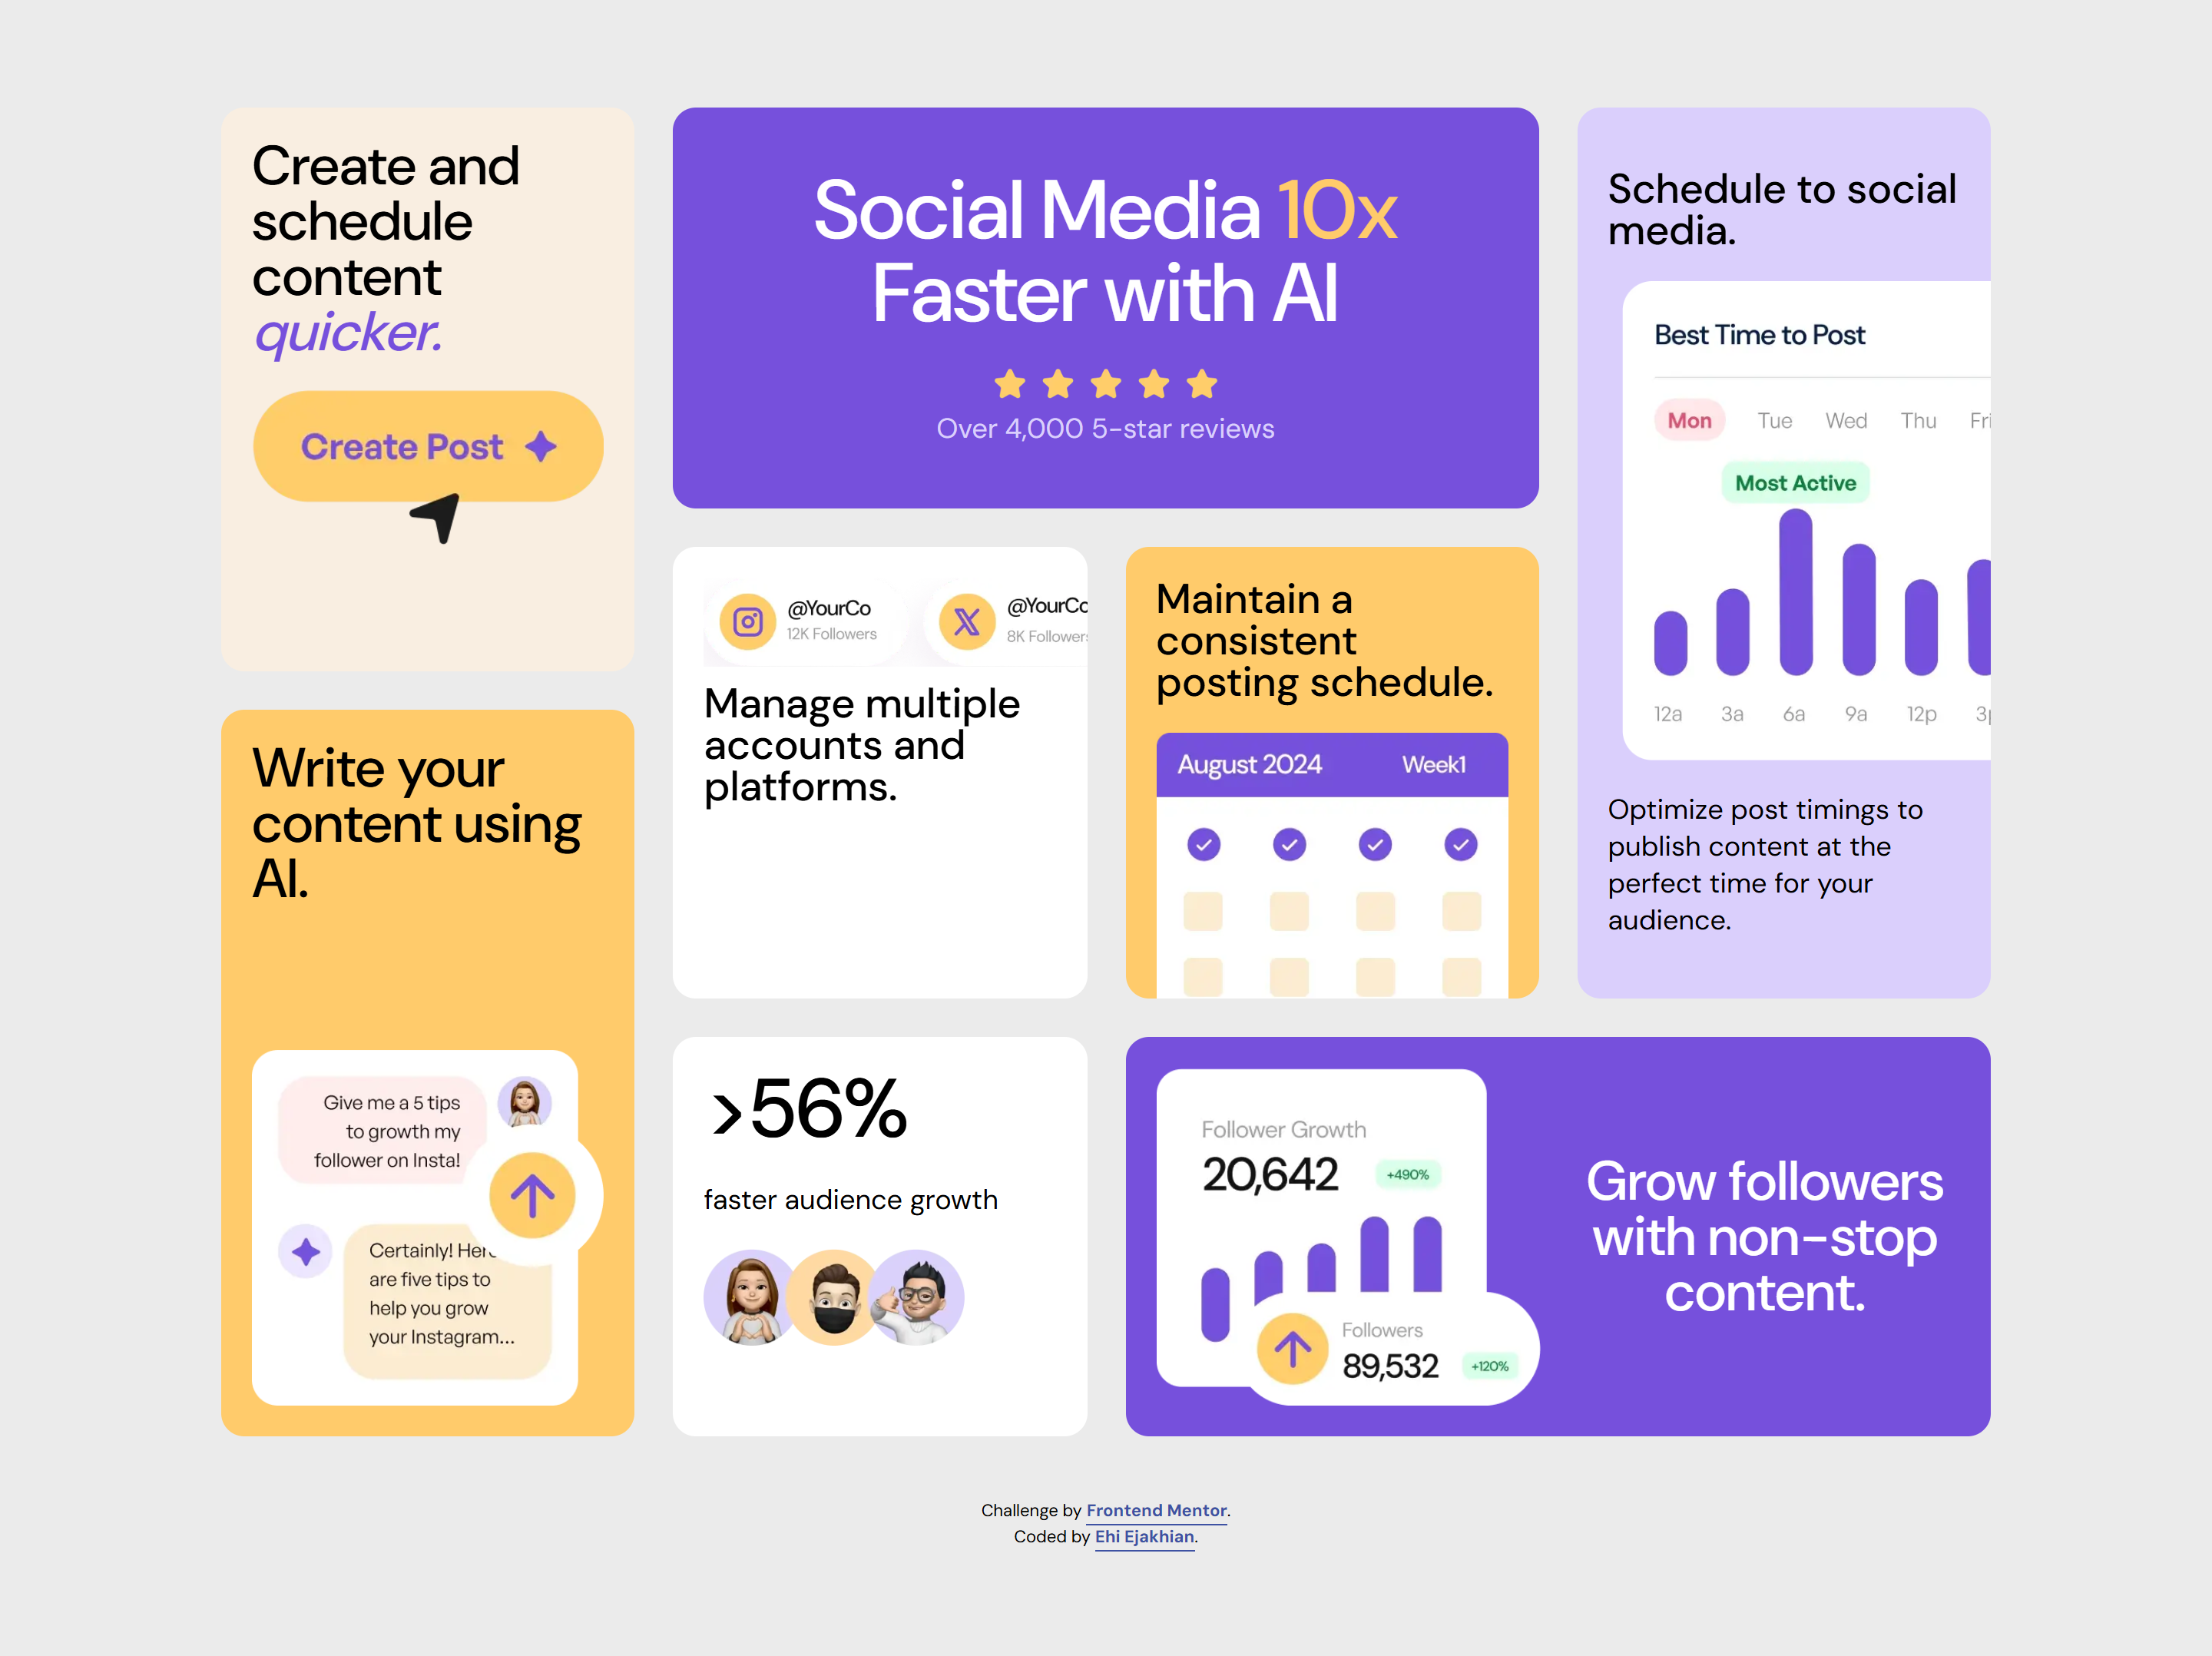 Create and
schedule
content
quicker.
Create Post
Social Media 10x
Faster with AI
Over 4,000 5-star reviews
Schedule to social
media.
Best Time to Post
Mon Tue Wed Thu Fri
Most Active
12a 3a 6a 9a 12p
Optimize post timings to
publish content at the
perfect time for your
audience.
@YourCo
12K Followers
@YourCo
8K Followers
Manage multiple
accounts and
platforms.
Maintain a
consistent
posting schedule.
August 2024 Week1
Write your
content using
AI.
Give me a 5 tips
to growth my
follower on Insta!
Certainly! Here
are five tips to
help you grow
your Instagram...
>56%
faster audience growth
Follower Growth
20,642 +490%
Followers
89,532 +120%
Grow followers
with non-stop
content.
Challenge by Frontend Mentor.
Coded by Ehi Ejakhian.